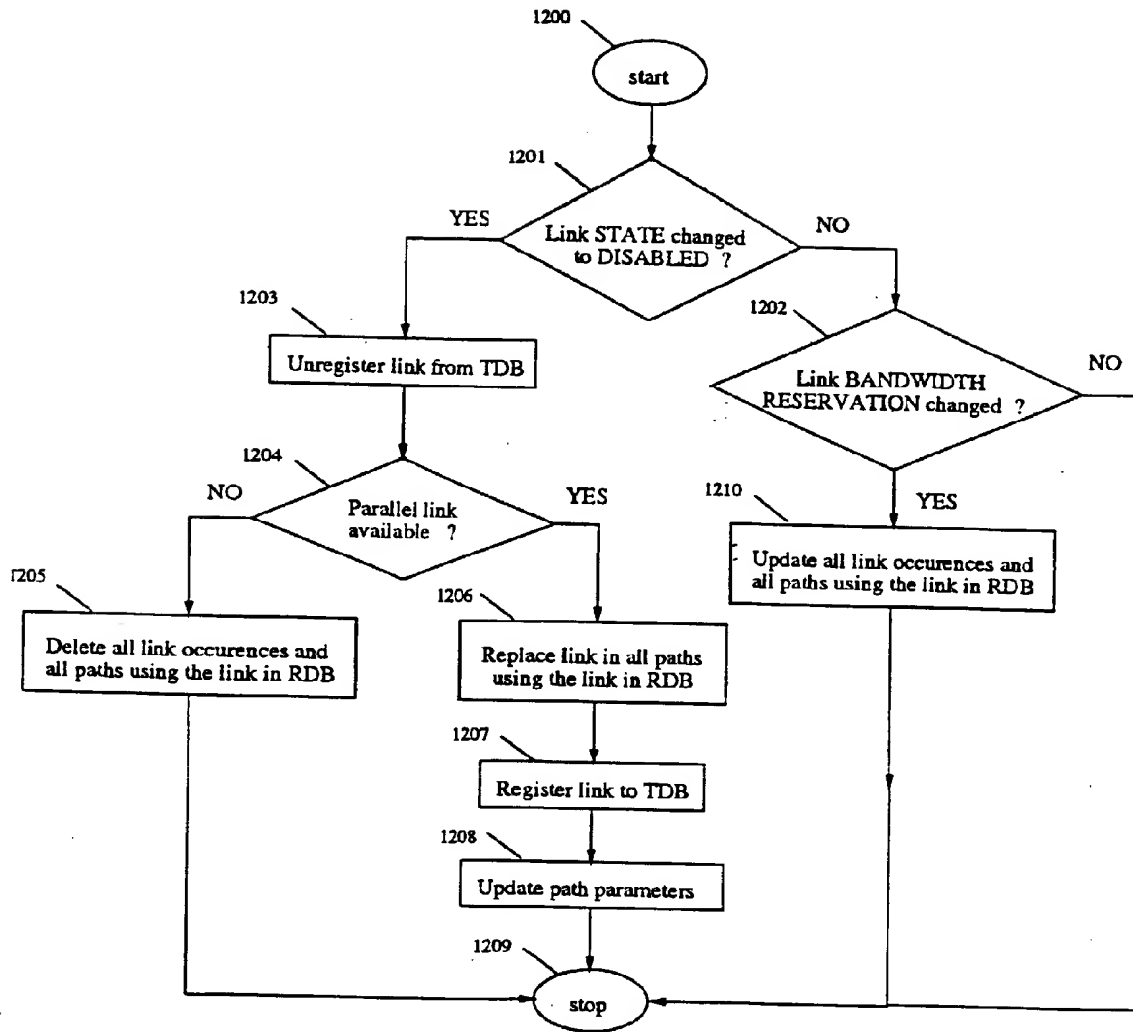 1200
start
1201
YES
NO
Link STATE changed
to DISABLED ?
1203
1202
Unregister link from TDB
Link BANDWIDTH
RESERVATION changed ?
NO
1204
NO
YES
Parallel link
available ?
1210
YES
Update all link occurences and
all paths using the link in RDB
1205
Delete all link occurences and
all paths using the link in RDB
1206
Replace link in all paths
using the link in RDB
1207
Register link to TDB
1208
Update path parameters
1209
stop